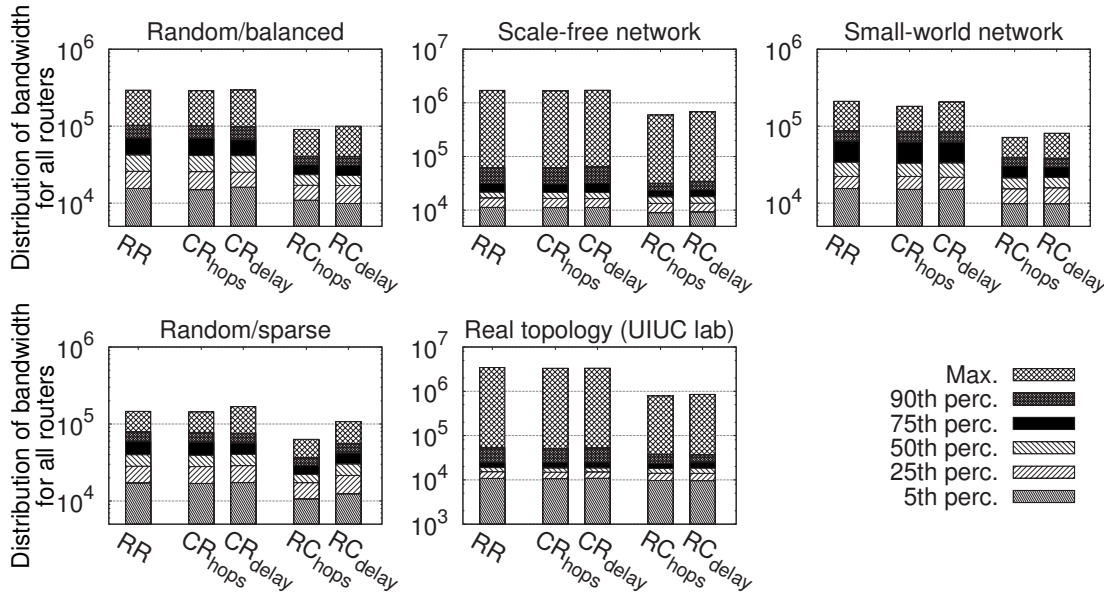 Random/balanced
Distribution of bandwidth
for all routers
10^6
10^5
10^4
RR
CR_hops
CR_delay
RC_hops
RC_delay
Scale-free network
10^7
10^6
10^5
10^4
RR
CR_hops
CR_delay
RC_hops
RC_delay
Small-world network
10^6
10^5
10^4
RR
CR_hops
CR_delay
RC_hops
RC_delay
Random/sparse
Distribution of bandwidth
for all routers
10^6
10^5
10^4
RR
CR_hops
CR_delay
RC_hops
RC_delay
Real topology (UIUC lab)
10^7
10^6
10^5
10^4
10^3
RR
CR_hops
CR_delay
RC_hops
RC_delay
Max.
90th perc.
75th perc.
50th perc.
25th perc.
5th perc.